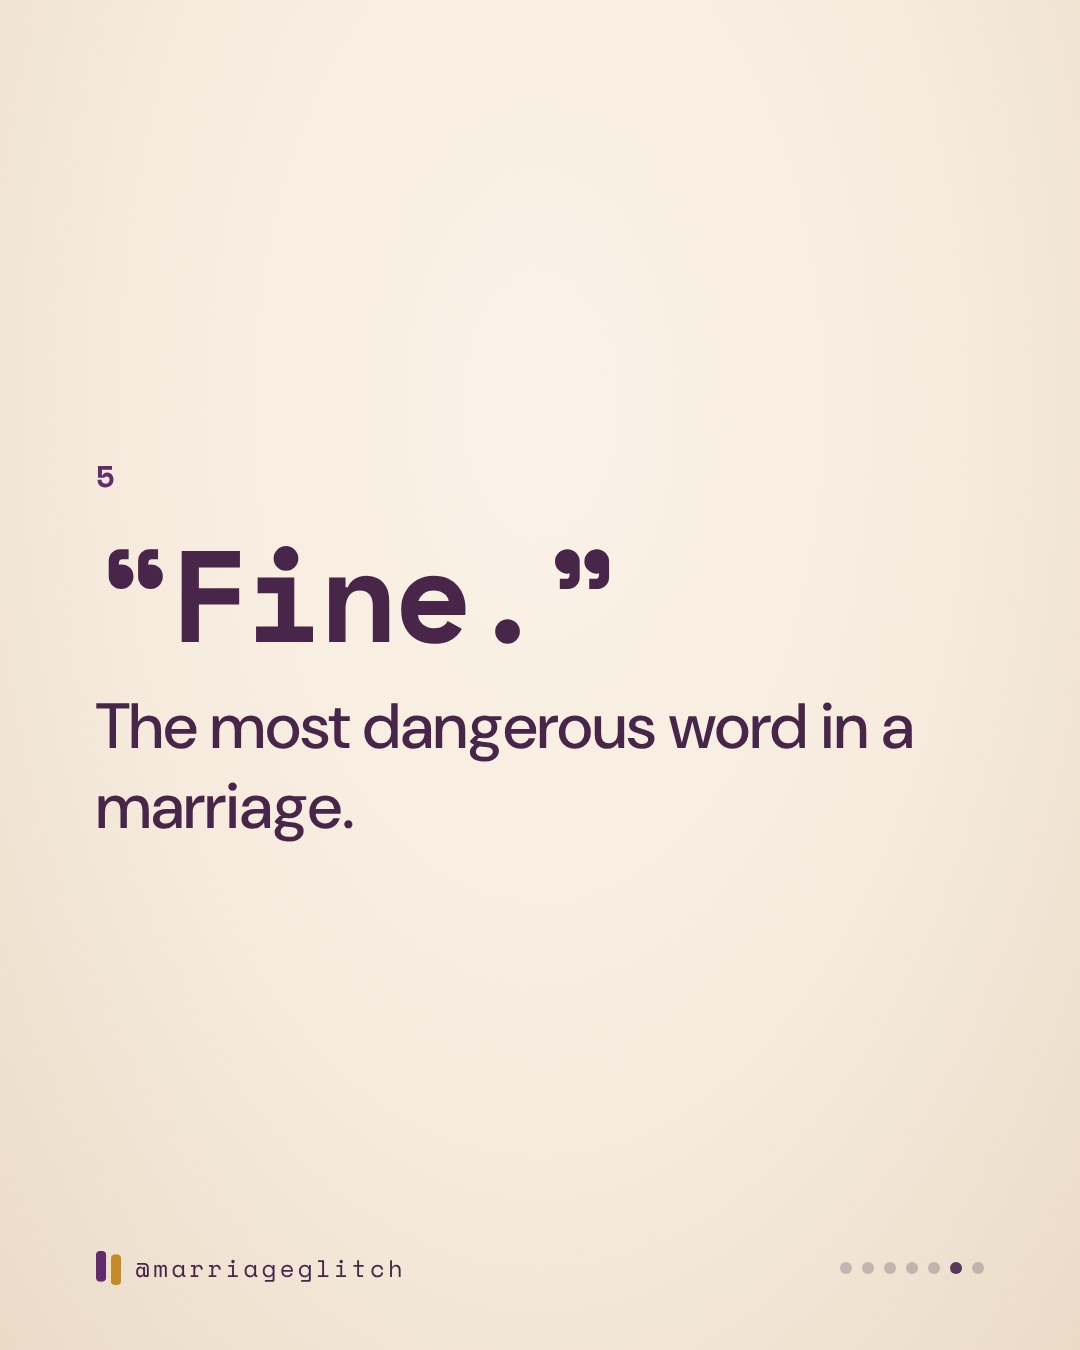 5
“Fine.”
The most dangerous word in a
marriage.
@marriageglitch